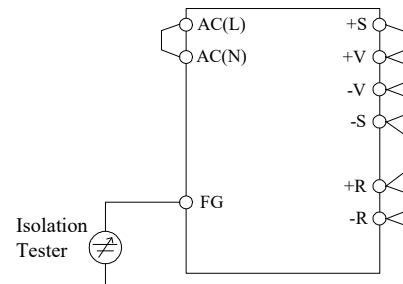 AC(L)
AC(N)
+S
+V
-V
-S
+R
-R
FG
Isolation
Tester